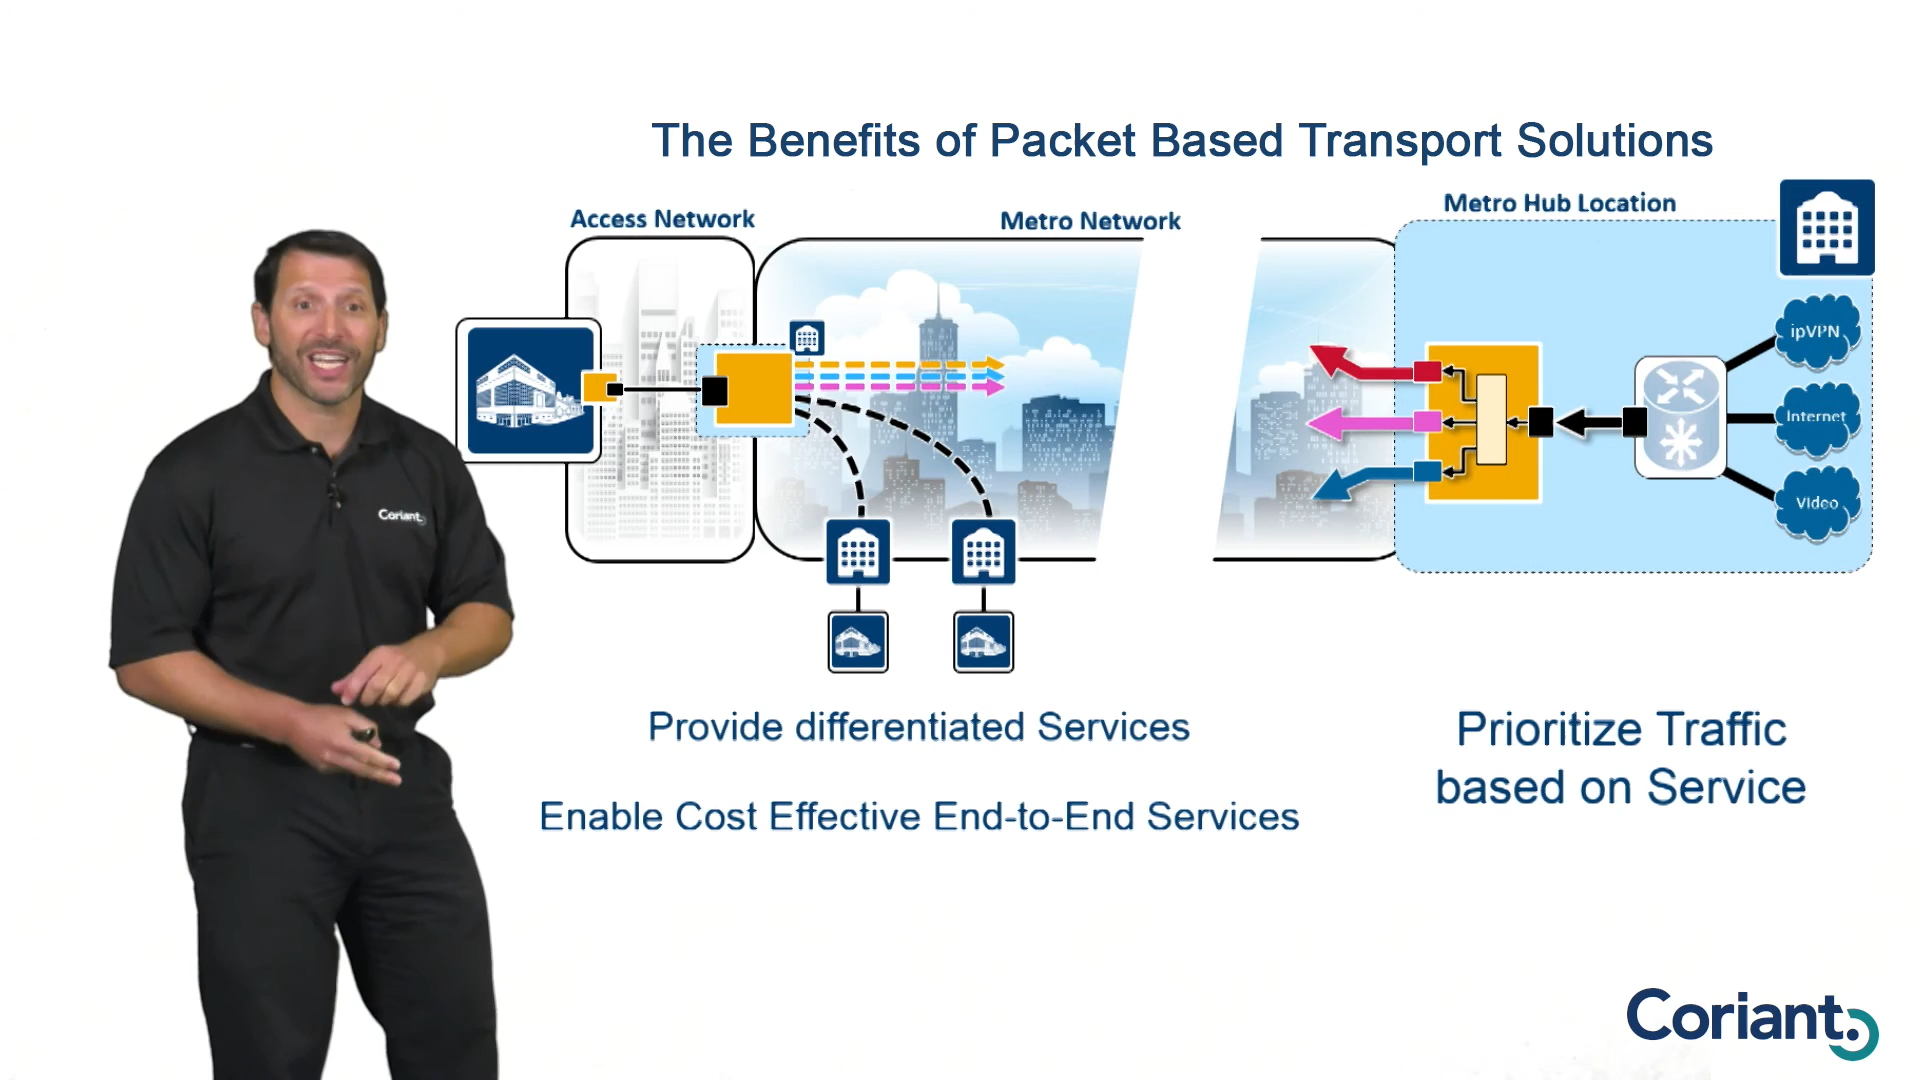 The Benefits of Packet Based Transport Solutions
Access Network
Metro Network
Metro Hub Location
ipVPN
Internet
Video
Coriant
Provide differentiated Services
Enable Cost Effective End-to-End Services
Prioritize Traffic
based on Service
Coriant.